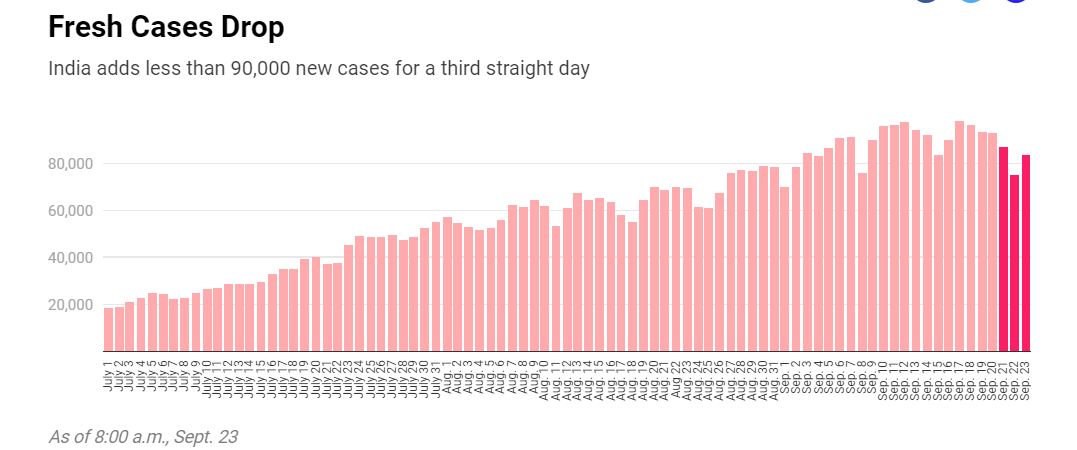 Fresh Cases Drop
India adds less than 90,000 new cases for a third straight day
80,000
60,000
40,000
20,000
July 1
July 2
July 3
July 4
July 5
July 6
July 7
July 8
July 9
July 10
July 11
July 12
July 13
July 14
July 15
July 16
July 17
July 18
July 19
July 20
July 21
July 22
July 23
July 24
July 25
July 26
July 27
July 28
July 29
July 30
July 31
Aug. 1
Aug. 2
Aug. 3
Aug. 4
Aug. 5
Aug. 6
Aug. 7
Aug. 8
Aug. 9
Aug. 10
Aug. 11
Aug. 12
Aug. 13
Aug. 14
Aug. 15
Aug. 16
Aug. 17
Aug. 18
Aug. 19
Aug. 20
Aug. 21
Aug 22
Aug. 23
Aug. 24
Aug. 25
Aug. 26
Aug. 27
Aug. 28
Aug. 29
Aug. 30
Aug. 31
Sep. 1
Sep. 2
Sep. 3
Sep. 4
Sep. 5
Sep. 6
Sep. 7
Sep. 8
Sep. 9
Sep. 10
Sep. 11
Sep. 12
Sep. 13
Sep. 14
Sep. 15
Sep. 16
Sep. 17
Sep. 18
Sep. 19
Sep. 20
Sep. 21
Sep. 22
Sep. 23
As of 8:00 a.m., Sept. 23